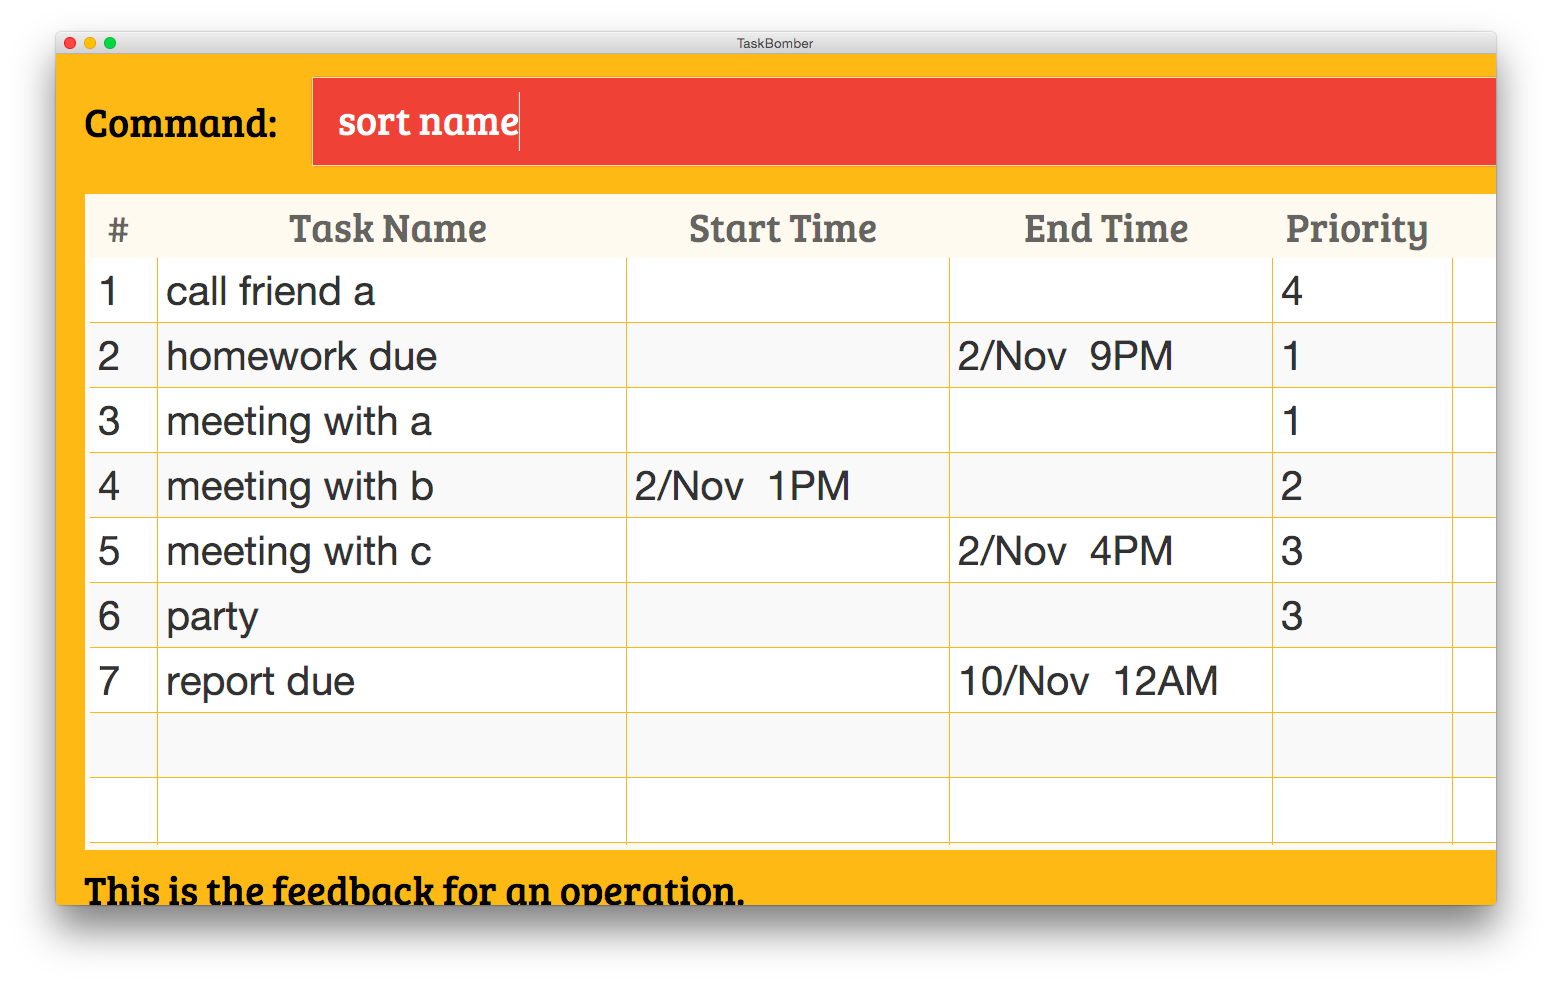 TaskBomber
Command: sort name
# Task Name Start Time End Time Priority
1 call friend a 4
2 homework due 2/Nov 9PM 1
3 meeting with a 1
4 meeting with b 2/Nov 1PM 2
5 meeting with c 2/Nov 4PM 3
6 party 3
7 report due 10/Nov 12AM
This is the feedback for an operation.